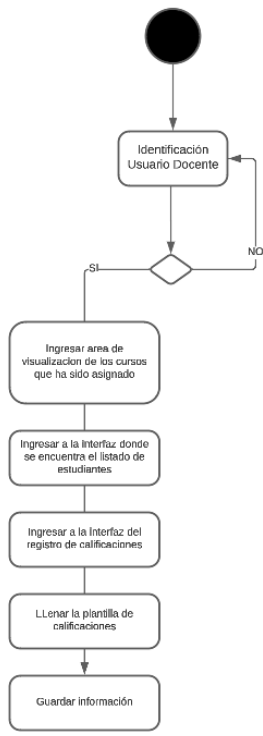 Identificación
Usuario Docente
NO
SI
Ingresar area de
visualizacion de los cursos
que ha sido asignado
Ingresar a la Interfaz donde
se encuentra el listado de
estudiantes
Ingresar a la interfaz del
registro de calificaciones
LLenar la plantilla de
calificaciones
Guardar información